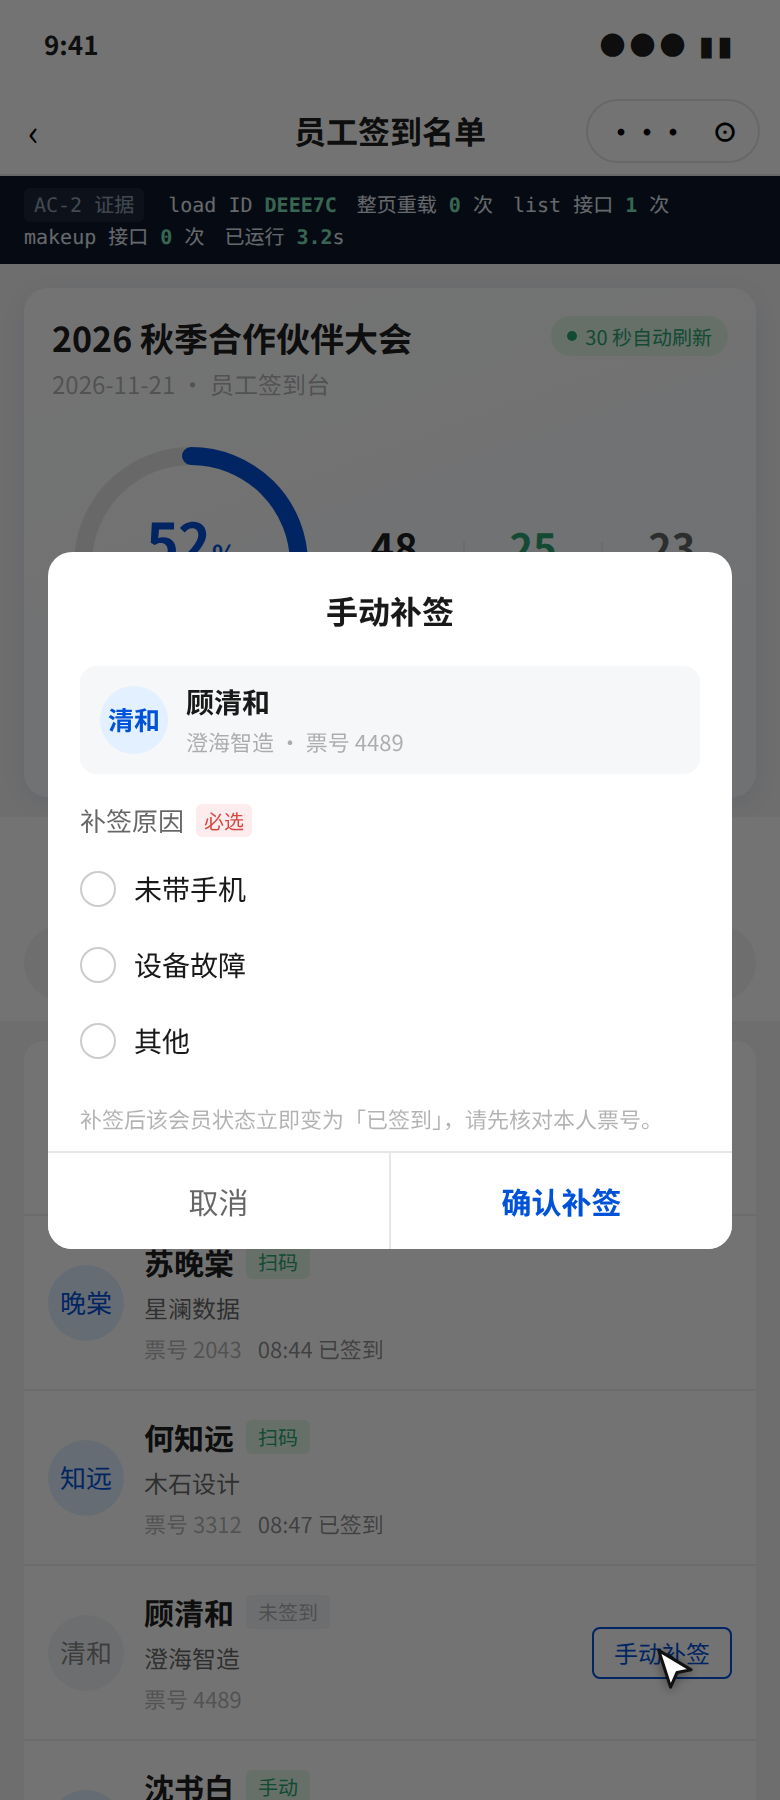 9:41
员工签到名单
AC-2 证据 load ID DEEE7C 整页重载 0 次 list 接口 1 次
makeup 接口 0 次 已运行 3.2s
2026 秋季合作伙伴大会
30 秒自动刷新
2026-11-21 · 员工签到台
52%
48 25 23
手动补签
清和
顾清和
澄海智造 · 票号 4489
补签原因 必选
未带手机
设备故障
其他
补签后该会员状态立即变为「已签到」，请先核对本人票号。
取消 确认补签
晚棠
苏晚棠 扫码
星澜数据
票号 2043 08:44 已签到
知远
何知远 扫码
木石设计
票号 3312 08:47 已签到
清和
顾清和 未签到
澄海智造
票号 4489
手动补签
沈书白 手动